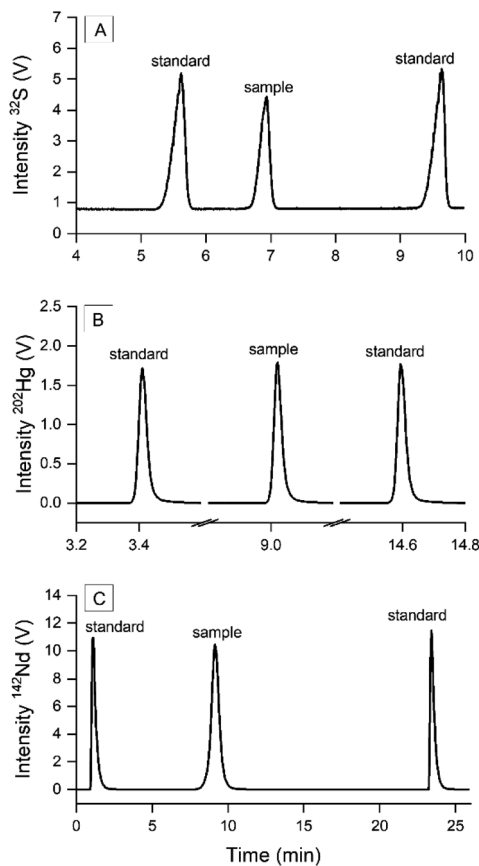 A
standard
sample
standard
Intensity ³²S (V)
7
6
5
4
3
2
1
0
4 5 6 7 8 9 10
B
standard
sample
standard
Intensity ²⁰²Hg (V)
2.5
2.0
1.5
1.0
0.5
0.0
3.2 3.4 9.0 14.6 14.8
C
standard
sample
standard
Intensity ¹⁴²Nd (V)
14
12
10
8
6
4
2
0
0 5 10 15 20 25
Time (min)